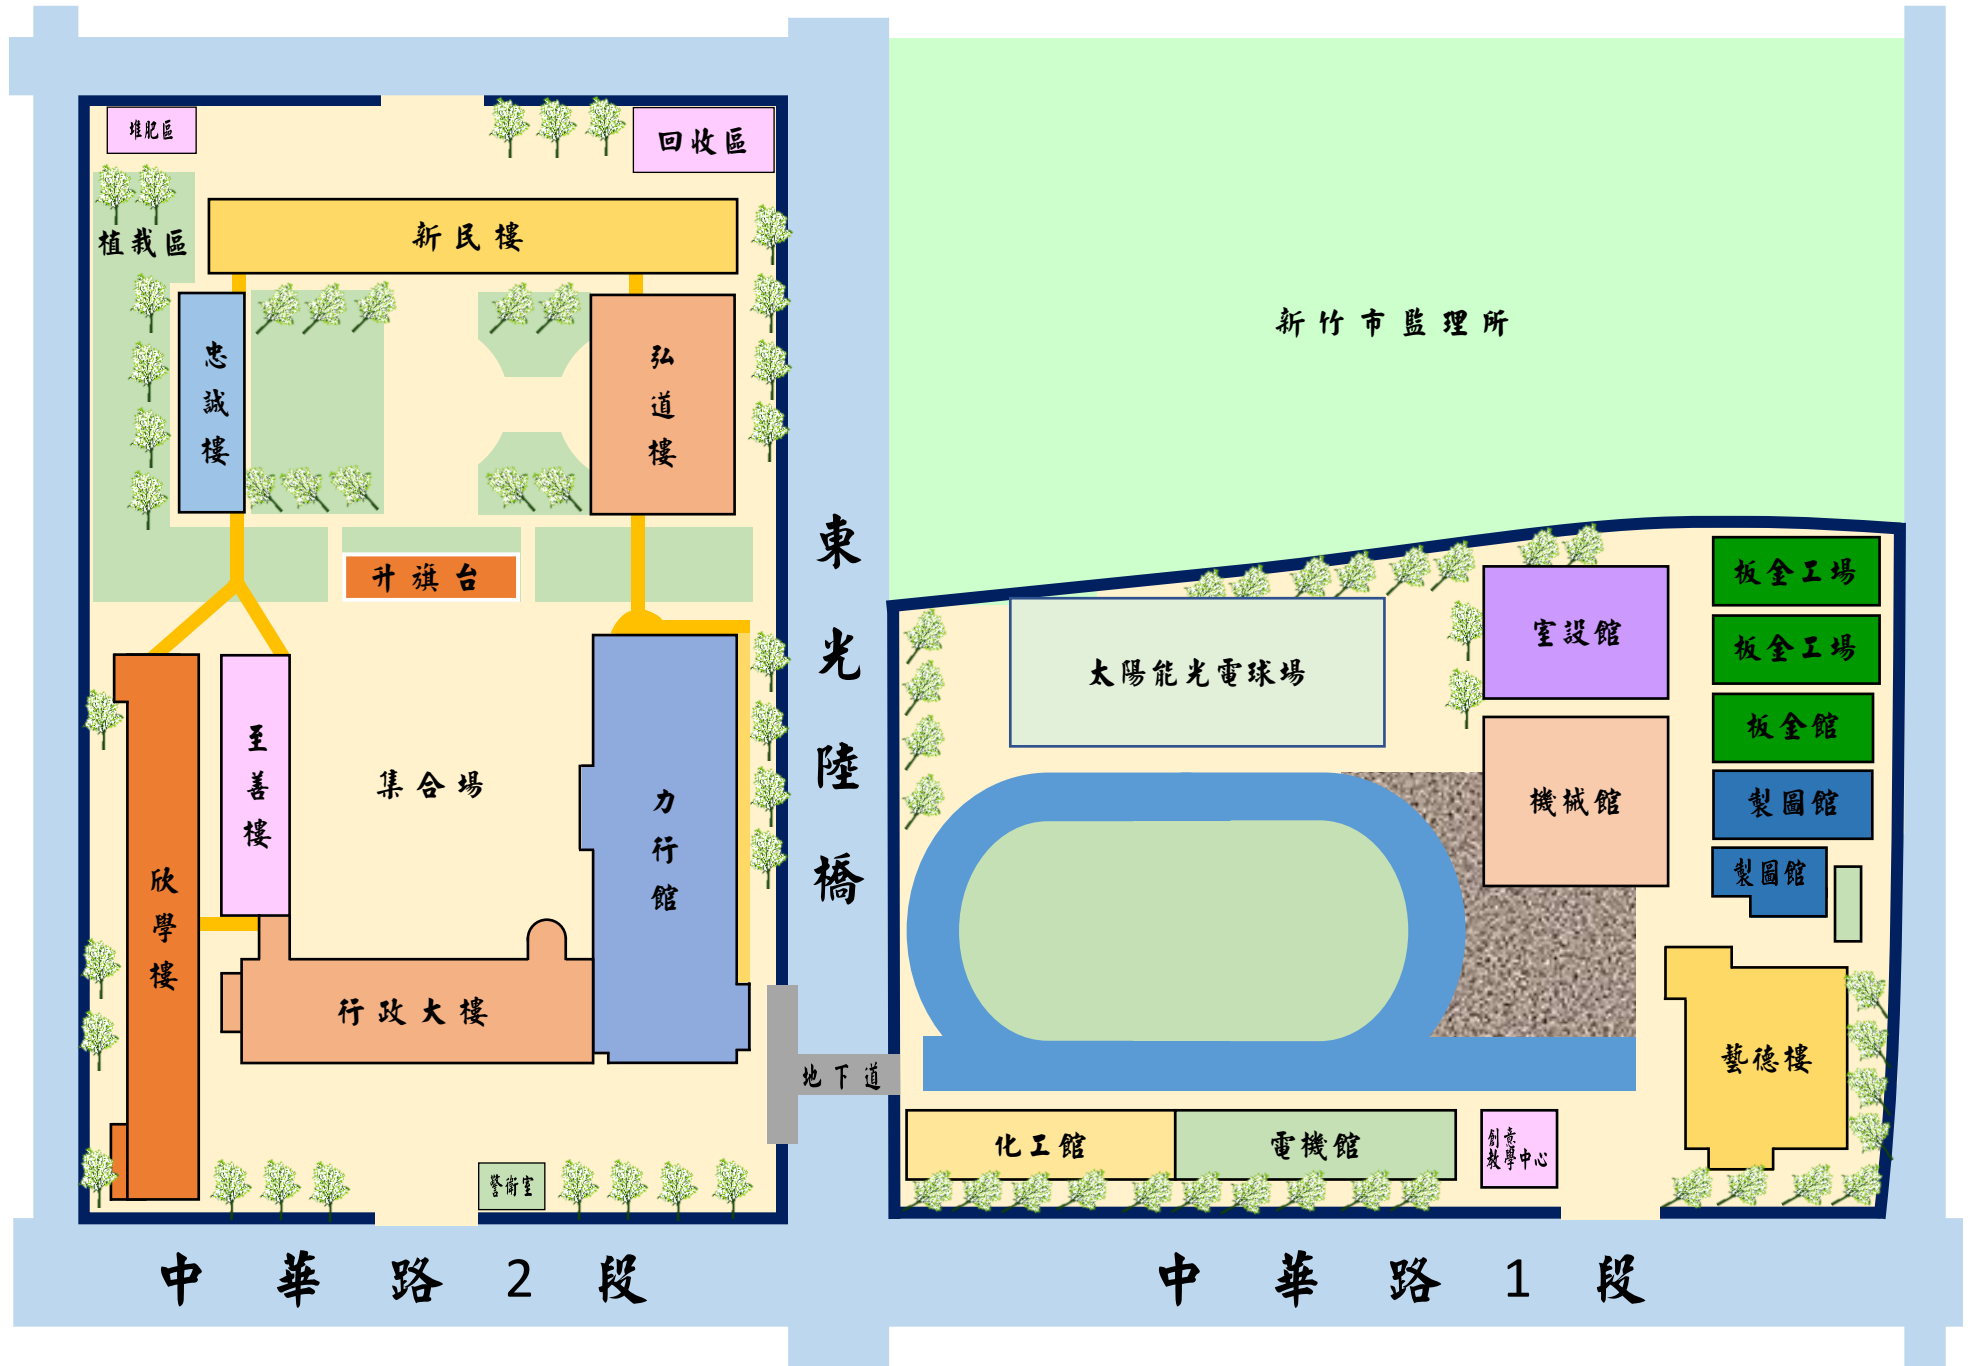 堆肥區
回收區
新民樓
植栽區
新竹市監理所
忠誠樓
弘道樓
東光陸橋
升旗台
板金工場
室設館
板金工場
太陽能光電球場
板金館
至善樓
集合場
力行館
機械館
製圖館
製圖館
欣學樓
行政大樓
藝德樓
地下道
化工館
電機館
創意
教學中心
警衛室
中華路2段
中華路1段